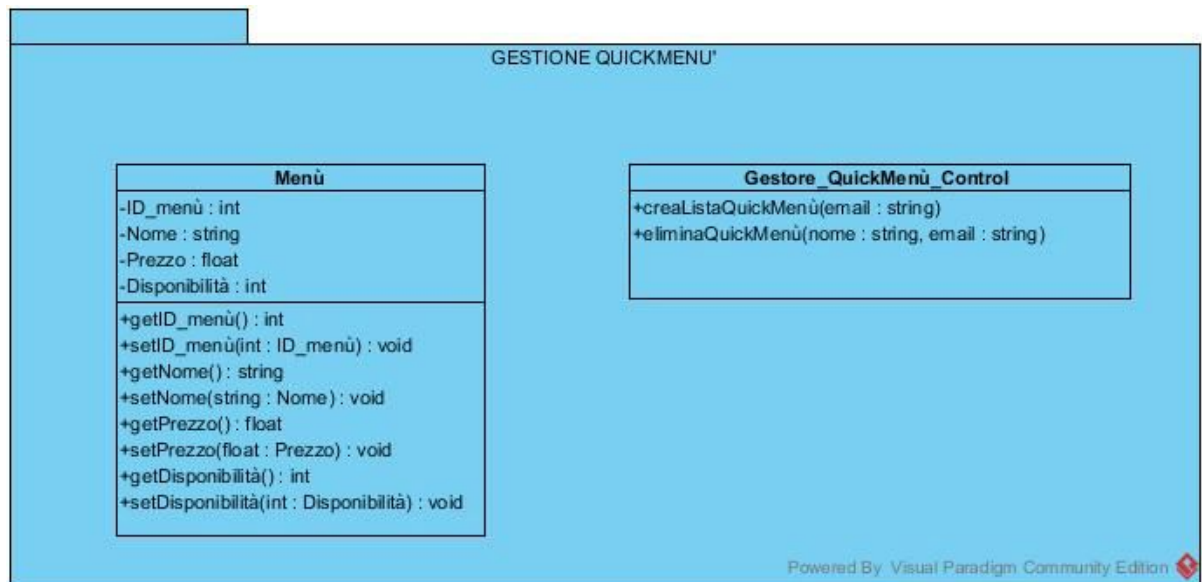 GESTIONE QUICKMENU'
Menù
-ID_menù : int
-Nome : string
-Prezzo : float
-Disponibilità : int
+getID_menù() : int
+setID_menù(int : ID_menù) : void
+getNome() : string
+setNome(string : Nome) : void
+getPrezzo() : float
+setPrezzo(float : Prezzo) : void
+getDisponibilità() : int
+setDisponibilità(int : Disponibilità) : void
Gestore_QuickMenù_Control
+creaListaQuickMenù(email : string)
+eliminaQuickMenù(nome : string, email : string)
Powered By Visual Paradigm Community Edition